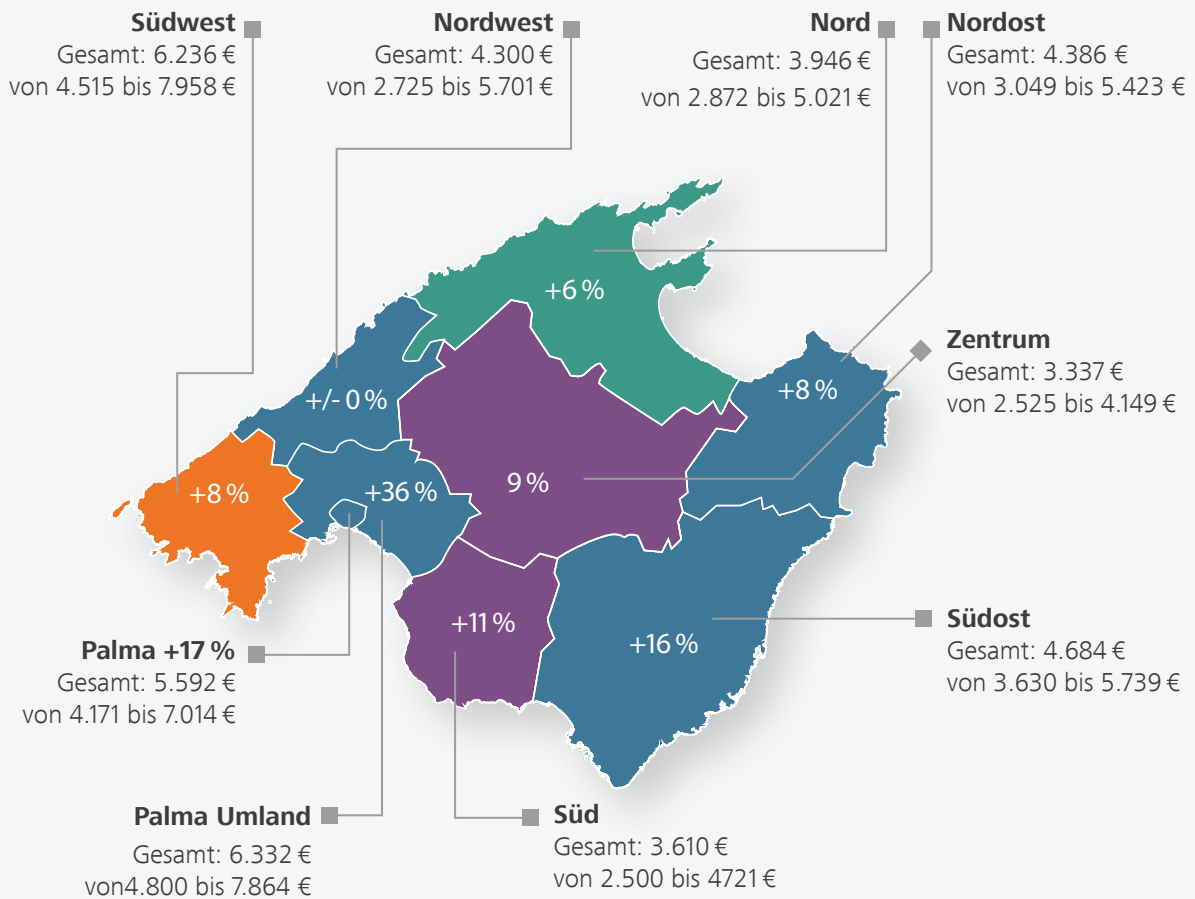 Südwest
Gesamt: 6.236 €
von 4.515 bis 7.958 €
Nordwest
Gesamt: 4.300 €
von 2.725 bis 5.701 €
Nord
Gesamt: 3.946 €
von 2.872 bis 5.021 €
Nordost
Gesamt: 4.386 €
von 3.049 bis 5.423 €
+6 %
Zentrum
Gesamt: 3.337 €
von 2.525 bis 4.149 €
+/- 0 %
+8 %
+8 %
+36 %
9 %
+11 %
+16 %
Palma +17 %
Gesamt: 5.592 €
von 4.171 bis 7.014 €
Südost
Gesamt: 4.684 €
von 3.630 bis 5.739 €
Palma Umland
Gesamt: 6.332 €
von4.800 bis 7.864 €
Süd
Gesamt: 3.610 €
von 2.500 bis 4721 €